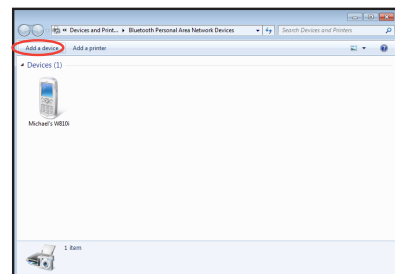 « Devices and Print... ▸ Bluetooth Personal Area Network Devices
Search Devices and Printers
Add a device
Add a printer
Devices (1)
Michael's W810i
1 item